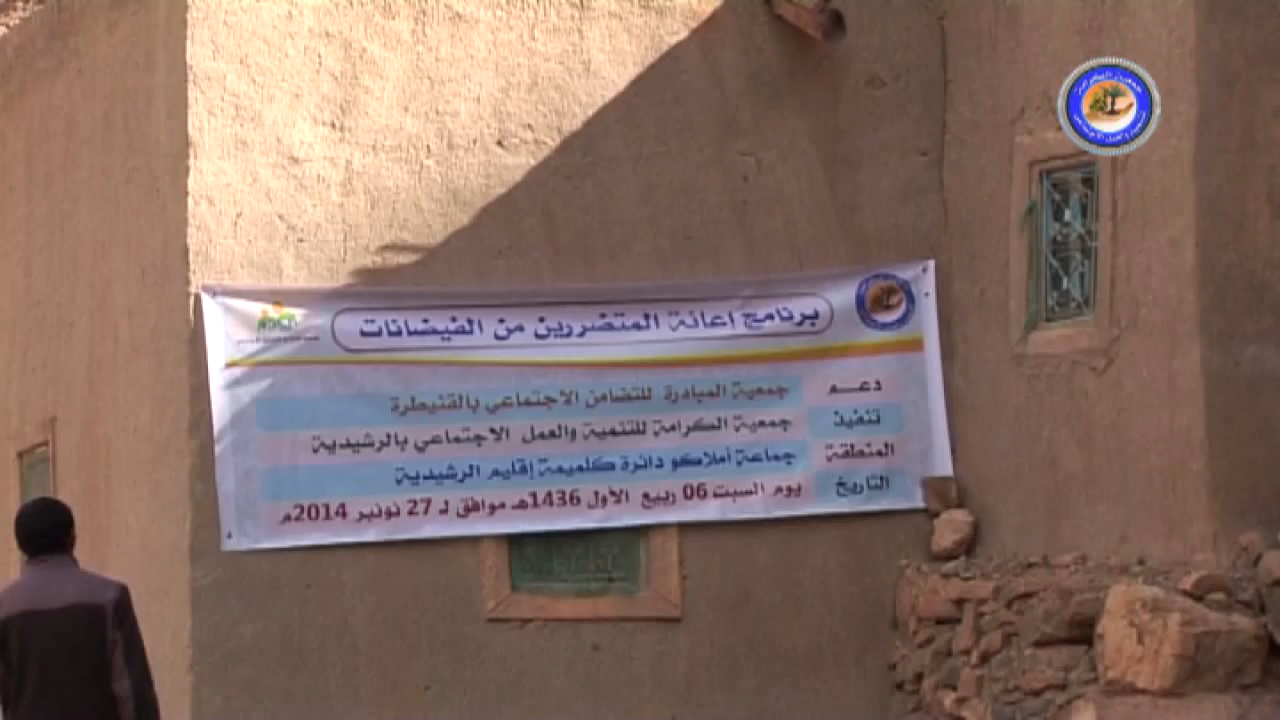 برنامج إعانة المتضررين من الفيضانات
دعم جمعية المبادرة للتضامن الاجتماعي بالقنيطرة
تنفيذ جمعية الكرامة للتنمية والعمل الاجتماعي بالرشيدية
المنطقة جماعة أملاكو دائرة كلميمة إقليم الرشيدية
التاريخ يوم السبت 06 ربيع الأول 1436هـ موافق لـ 27 نونبر 2014م